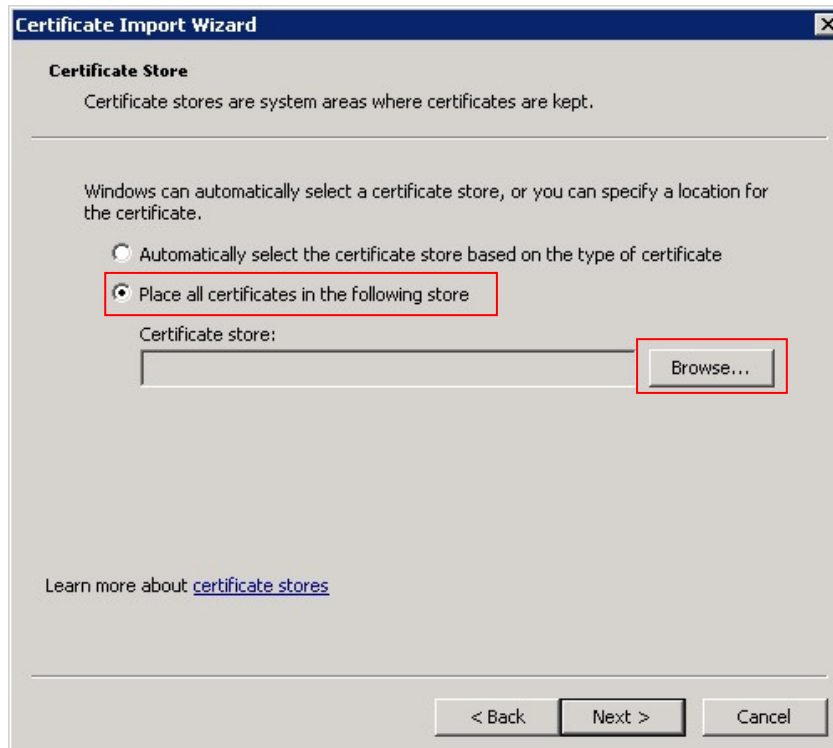 Certificate Import Wizard
Certificate Store
Certificate stores are system areas where certificates are kept.
Windows can automatically select a certificate store, or you can specify a location for
the certificate.
Automatically select the certificate store based on the type of certificate
Place all certificates in the following store
Certificate store:
Browse...
Learn more about certificate stores
< Back
Next >
Cancel